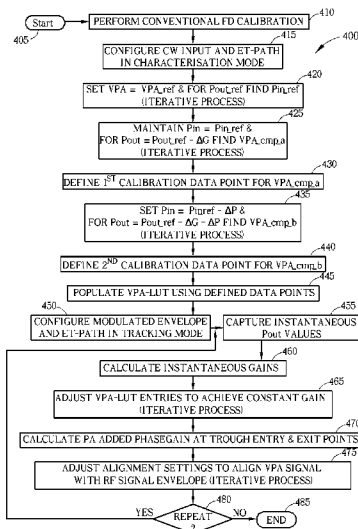 Start
405
PERFORM CONVENTIONAL FD CALIBRATION
410
400
415
CONFIGURE CW INPUT AND ET-PATH
IN CHARACTERISATION MODE
420
SET VPA = VPA_ref & FOR Pout_ref FIND Pin_ref
(ITERATIVE PROCESS)
425
MAINTAIN Pin = Pin_ref &
FOR Pout = Pout_ref - ΔG FIND VPA_cmp_a
(ITERATIVE PROCESS)
430
DEFINE 1ST CALIBRATION DATA POINT FOR VPA_cmp_a
435
SET Pin = Pin_ref - ΔP &
FOR Pout = Pout_ref - ΔG - ΔP FIND VPA_cmp_b
(ITERATIVE PROCESS)
440
DEFINE 2ND CALIBRATION DATA POINT FOR VPA_cmp_b
445
POPULATE VPA-LUT USING DEFINED DATA POINTS
450
CONFIGURE MODULATED ENVELOPE
AND ET-PATH IN TRACKING MODE
455
CAPTURE INSTANTANEOUS
Pout VALUES
460
CALCULATE INSTANTANEOUS GAINS
465
ADJUST VPA-LUT ENTRIES TO ACHIEVE CONSTANT GAIN
(ITERATIVE PROCESS)
470
CALCULATE PA ADDED PHASEGAIN AT TROUGH ENTRY & EXIT POINTS
475
ADJUST ALIGNMENT SETTINGS TO ALIGN VPA SIGNAL
WITH RF SIGNAL ENVELOPE (ITERATIVE PROCESS)
480
YES
REPEAT
?
NO
485
END